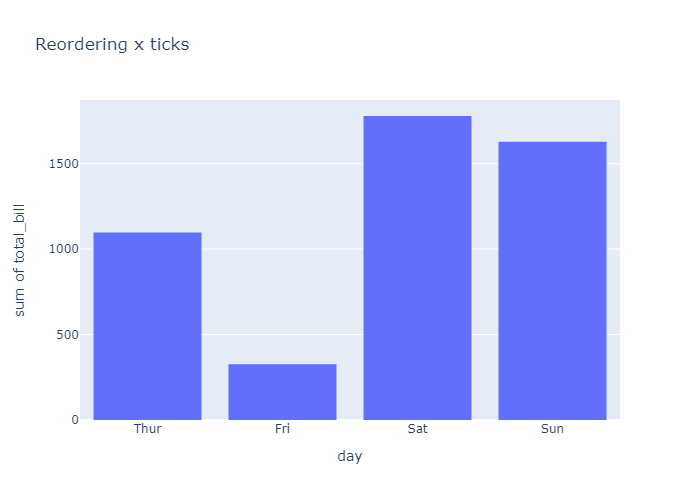 Reordering x ticks
sum of total_bill
1500
1000
500
0
Thur Fri Sat Sun
day